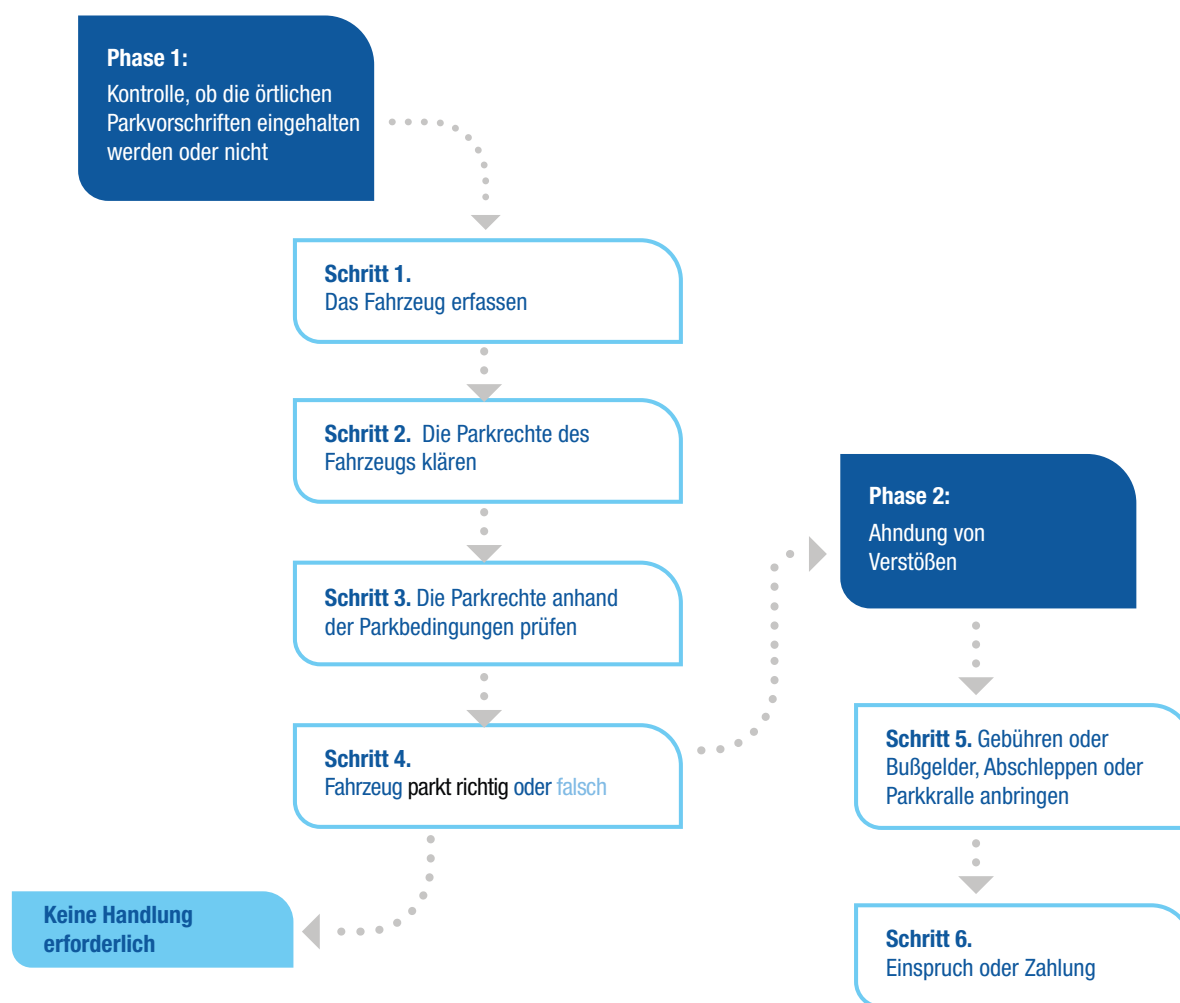 Phase 1:
Kontrolle, ob die örtlichen
Parkvorschriften eingehalten
werden oder nicht
Schritt 1.
Das Fahrzeug erfassen
Schritt 2. Die Parkrechte des
Fahrzeugs klären
Schritt 3. Die Parkrechte anhand
der Parkbedingungen prüfen
Schritt 4.
Fahrzeug parkt richtig oder falsch
Keine Handlung
erforderlich
Phase 2:
Ahndung von
Verstößen
Schritt 5. Gebühren oder
Bußgelder, Abschleppen oder
Parkkralle anbringen
Schritt 6.
Einspruch oder Zahlung